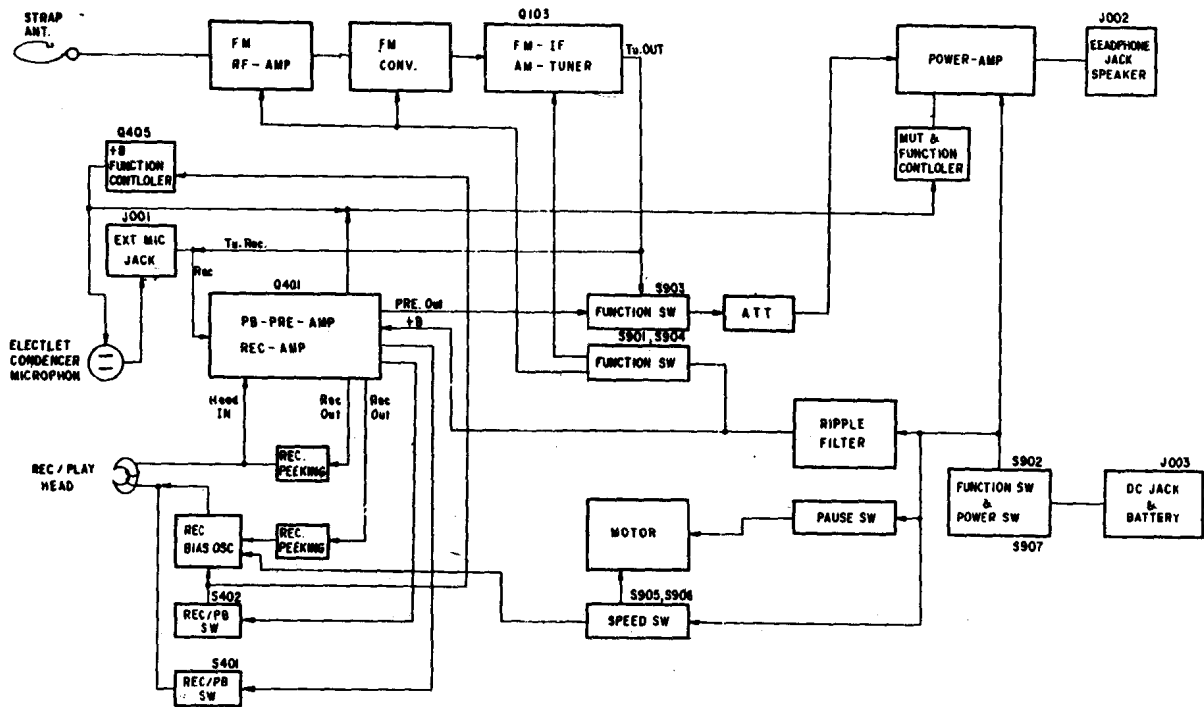 STRAP
ANT.
FM
RF-AMP
FM
CONV.
Q103
FM-IF
AM-TUNER
Tu.OUT
POWER-AMP
J002
EEADPHONE
JACK
SPEAKER
Q405
+B
FUNCTION
CONTLOLER
MUT &
FUNCTION
CONTLOLER
J001
EXT MIC
JACK
Tu.Rec.
Rec
Q401
PB-PRE-AMP
REC-AMP
PRE.Out
+B
S903
FUNCTION SW
ATT
S901,S904
FUNCTION SW
ELECTLET
CONDENCER
MICROPHON
Head
IN
Rec
Out
Rec
Out
RIPPLE
FILTER
REC/PLAY
HEAD
REC.
PEEKING
S902
FUNCTION SW
&
POWER SW
S907
J003
DC JACK
&
BATTERY
REC
BIAS OSC
REC.
PEEKING
MOTOR
PAUSE SW
S402
REC/PB
SW
S905,S906
SPEED SW
S401
REC/PB
SW